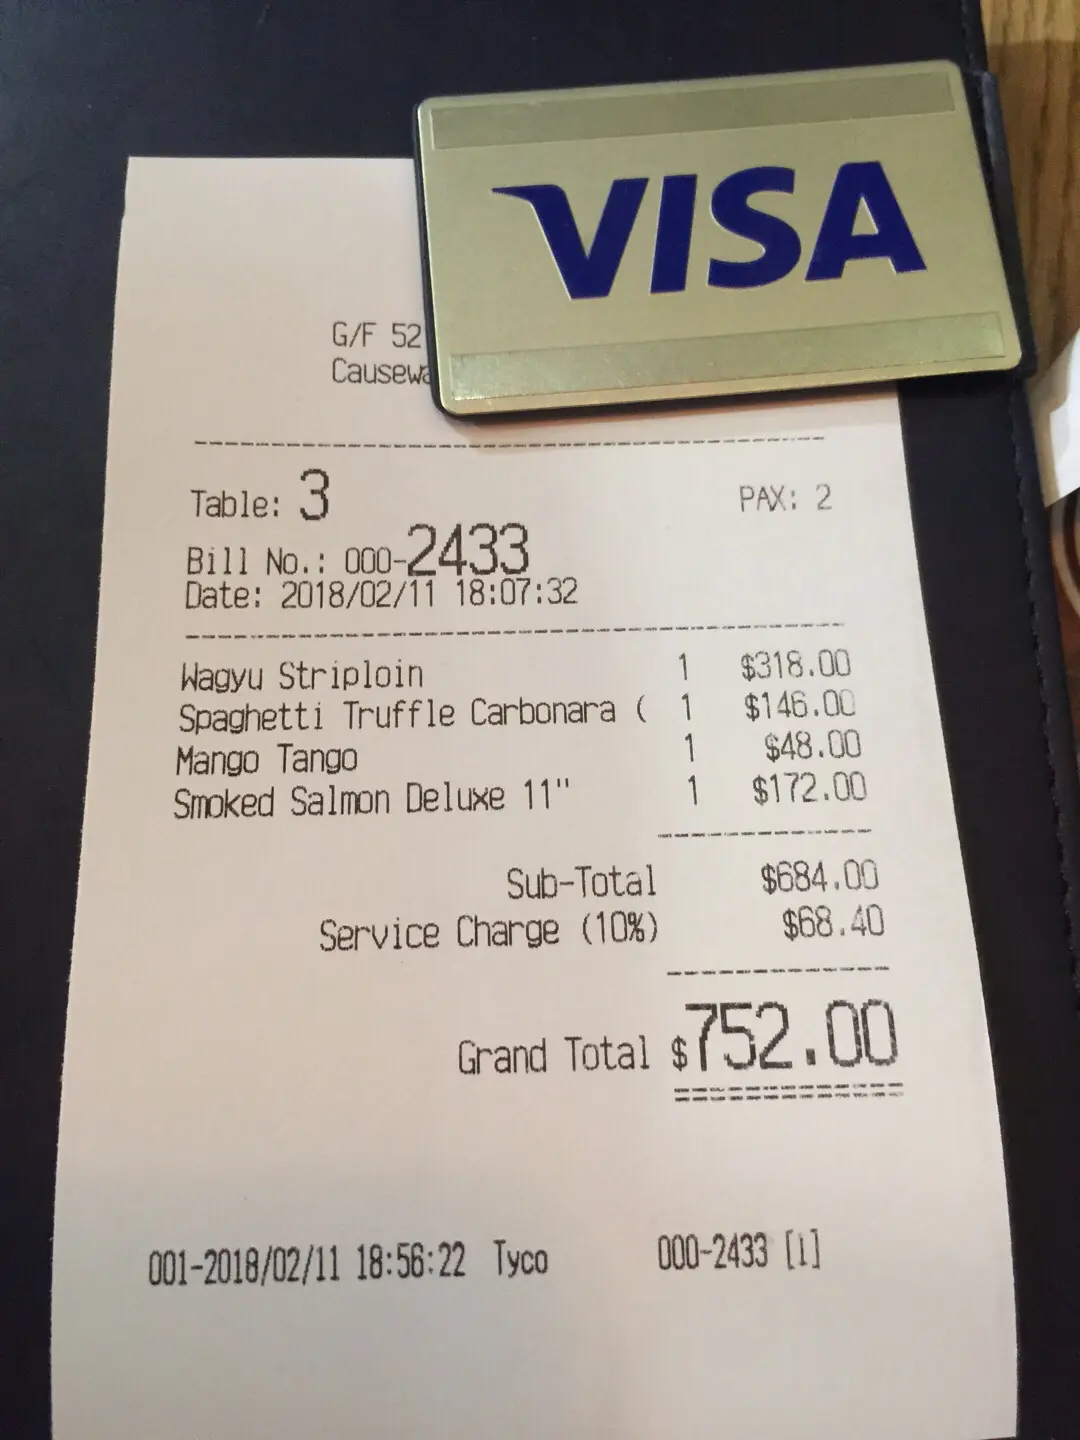 VISA
G/F 52
Causewa
Table: 3 PAX: 2
Bill No.: 000-2433
Date: 2018/02/11 18:07:32
Wagyu Striploin 1 $318.00
Spaghetti Truffle Carbonara ( 1 $146.00
Mango Tango 1 $48.00
Smoked Salmon Deluxe 11" 1 $172.00
Sub-Total $684.00
Service Charge (10%) $68.40
Grand Total $752.00
001-2018/02/11 18:56:22 Tyco 000-2433 [1]